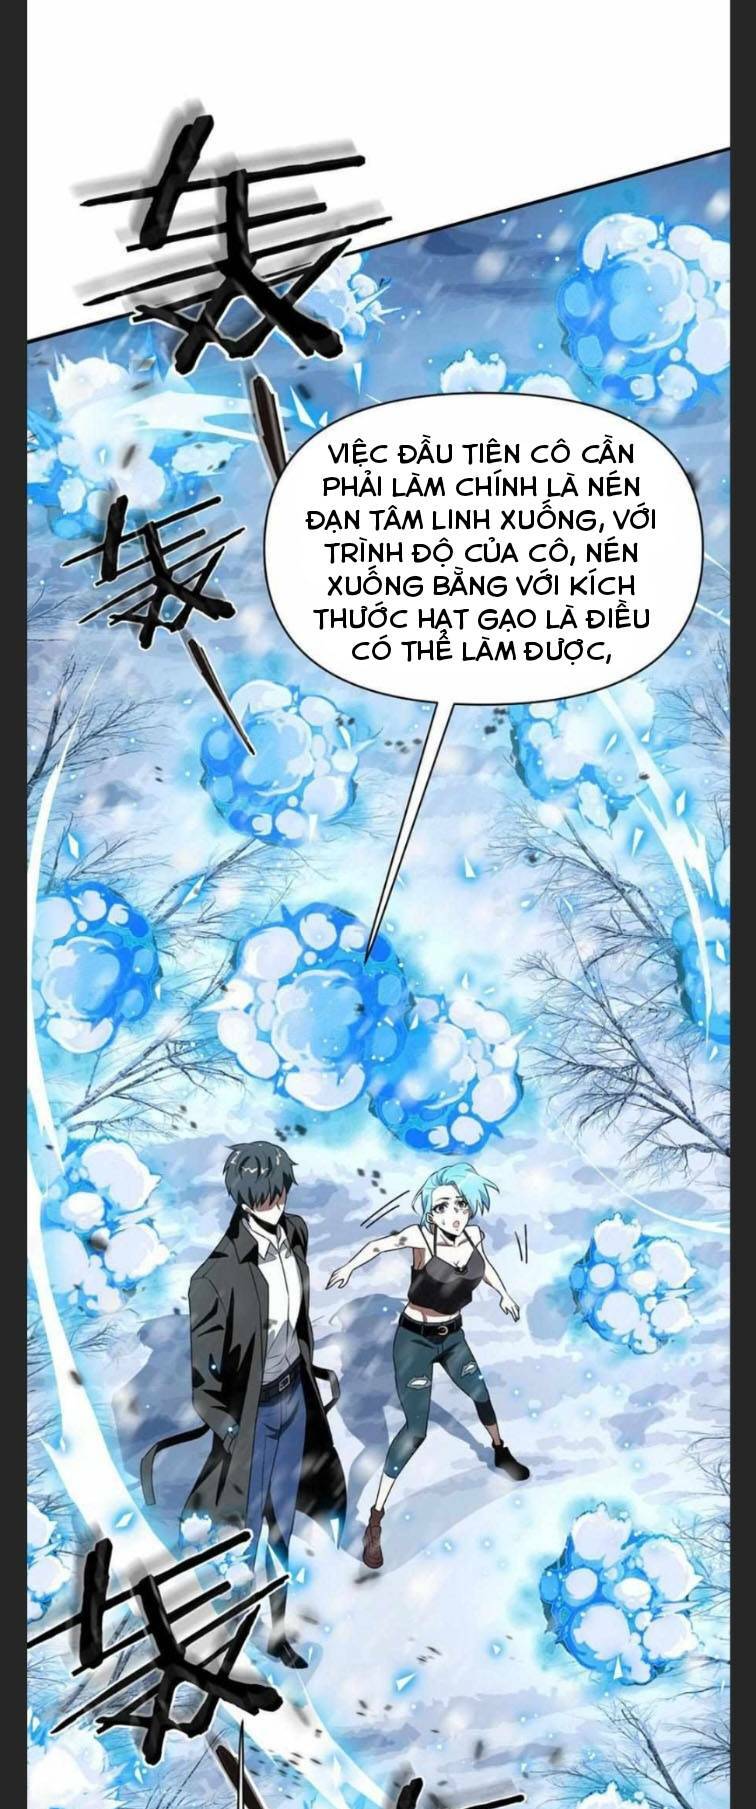 轰
VIỆC ĐẦU TIÊN CÔ CẦN
PHẢI LÀM CHÍNH LÀ NÉN
ĐẠN TÂM LINH XUỐNG, VỚI
TRÌNH ĐỘ CỦA CÔ, NÉN
XUỐNG BẰNG VỚI KÍCH
THƯỚC HẠT GẠO LÀ ĐIỀU
CÓ THỂ LÀM ĐƯỢC,
轰
轰